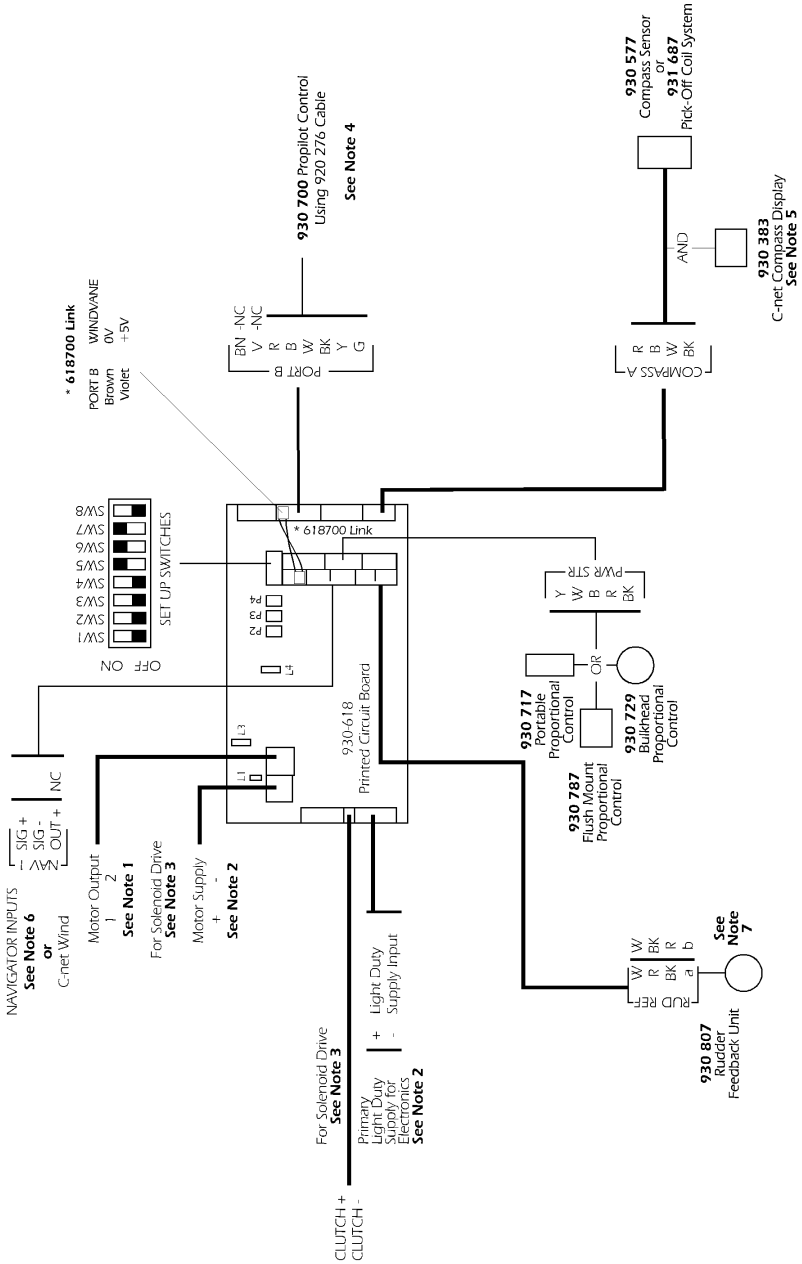 930 577
Compass Sensor
or
931 687
Pick-Off Coil System
AND
930 383
C-net Compass Display
See Note 5
COMPASS A
R
B
W
BK
930 700 Propilot Control
Using 920 276 Cable
See Note 4
PORT B
BN -NC
V -NC
R
B
W
BK
Y
G
* 618700 Link
PORT B WINDVANE
Brown 0V
Violet +5V
SW1
SW2
SW3
SW4
SW5
SW6
SW7
SW8
ON
OFF
SET UP SWITCHES
* 618700 Link
P4
P3
P2
L4
L3
L1
930-618
Printed Circuit Board
PWR STR
Y
W
B
R
BK
OR
930 717
Portable
Proportional
Control
930 787
Flush Mount
Proportional
Control
930 729
Bulkhead
Proportional
Control
NAVIGATOR INPUTS
See Note 6
or
C-net Wind
NAV 1
SIG +
SIG -
OUT + NC
Motor Output
1 2
See Note 1
For Solenoid Drive
See Note 3
Motor Supply
+ -
See Note 2
For Solenoid Drive
See Note 3
CLUTCH +
CLUTCH -
Primary
Light Duty
Supply for
Electronics
See Note 2
+ Light Duty
- Supply Input
RUD REF
W W
R BK
BK R
a b
See
Note
7
930 807
Rudder
Feedback Unit